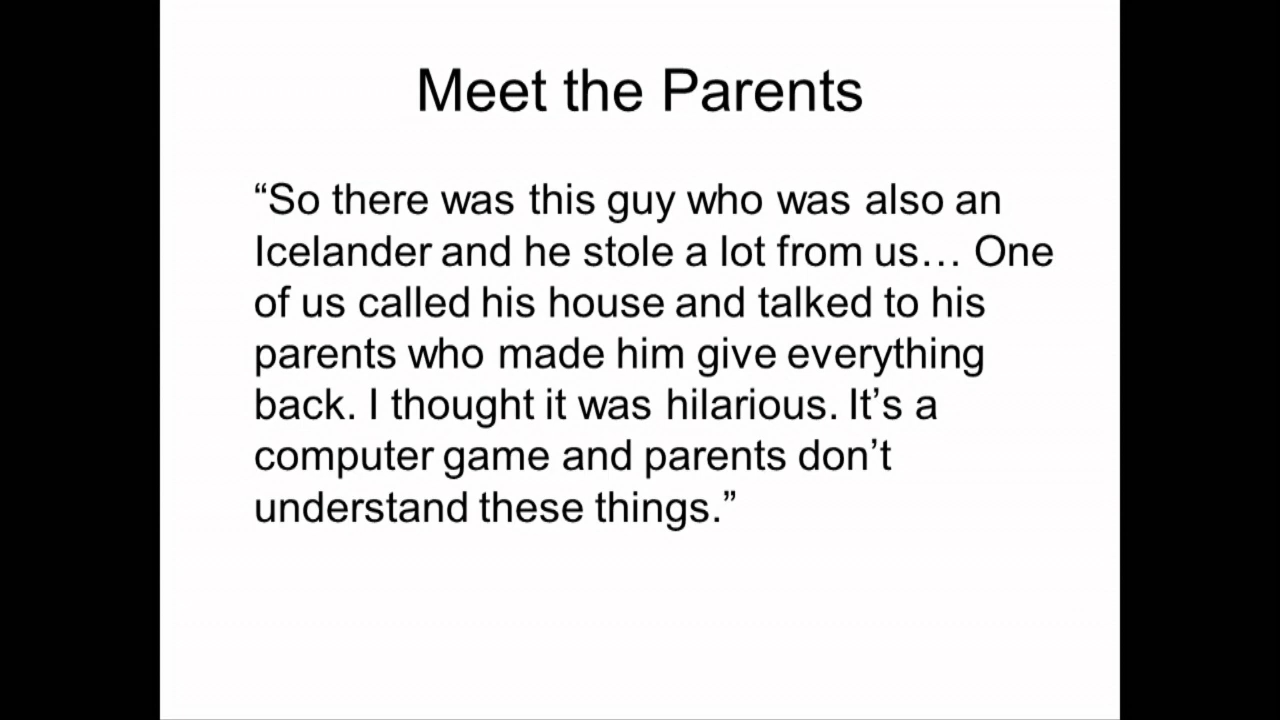 Meet the Parents
“So there was this guy who was also an
Icelander and he stole a lot from us… One
of us called his house and talked to his
parents who made him give everything
back. I thought it was hilarious. It’s a
computer game and parents don’t
understand these things.”